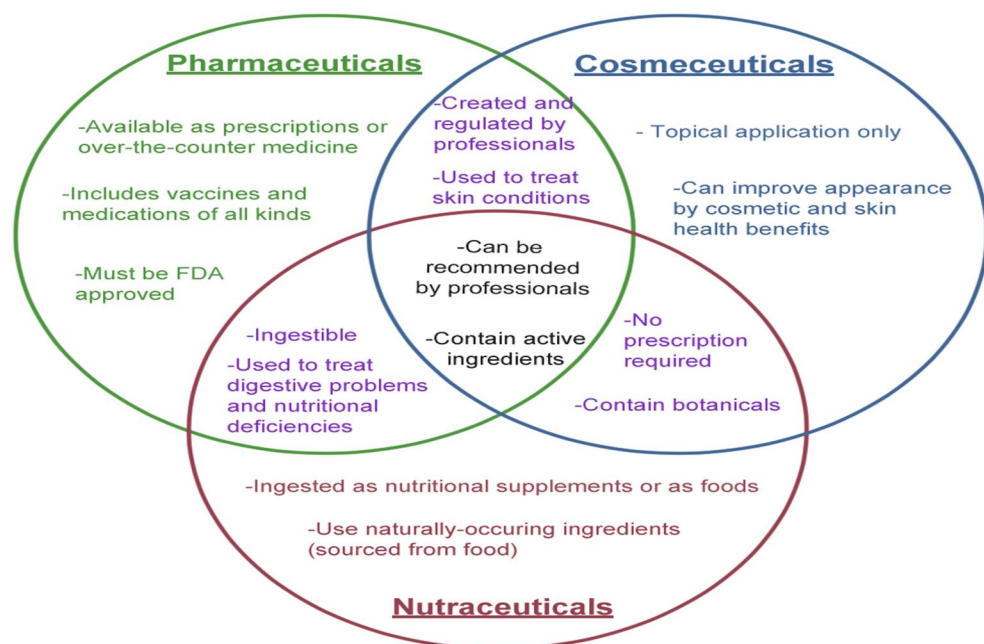 Pharmaceuticals
-Available as prescriptions or
over-the-counter medicine
-Includes vaccines and
medications of all kinds
-Must be FDA
approved
-Created and
regulated by
professionals
-Used to treat
skin conditions
Cosmeceuticals
- Topical application only
-Can improve appearance
by cosmetic and skin
health benefits
-Can be
recommended
by professionals
-Contain active
ingredients
-Ingestible
-Used to treat
digestive problems
and nutritional
deficiencies
-No
prescription
required
-Contain botanicals
-Ingested as nutritional supplements or as foods
-Use naturally-occuring ingredients
(sourced from food)
Nutraceuticals